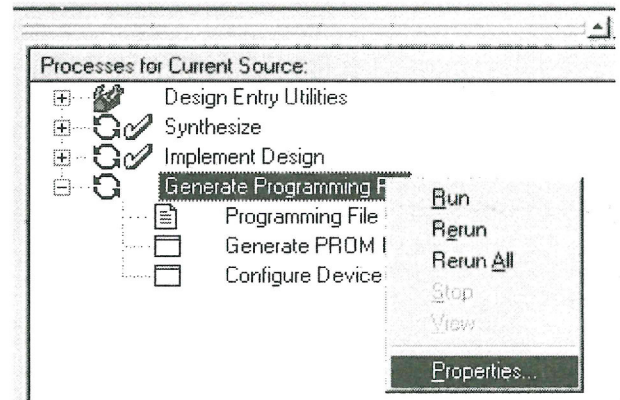 Processes for Current Source:
Design Entry Utilities
Synthesize
Implement Design
Generate Programming
Programming File
Generate PROM
Configure Device
Run
Rerun
Rerun All
Stop
View
Properties...